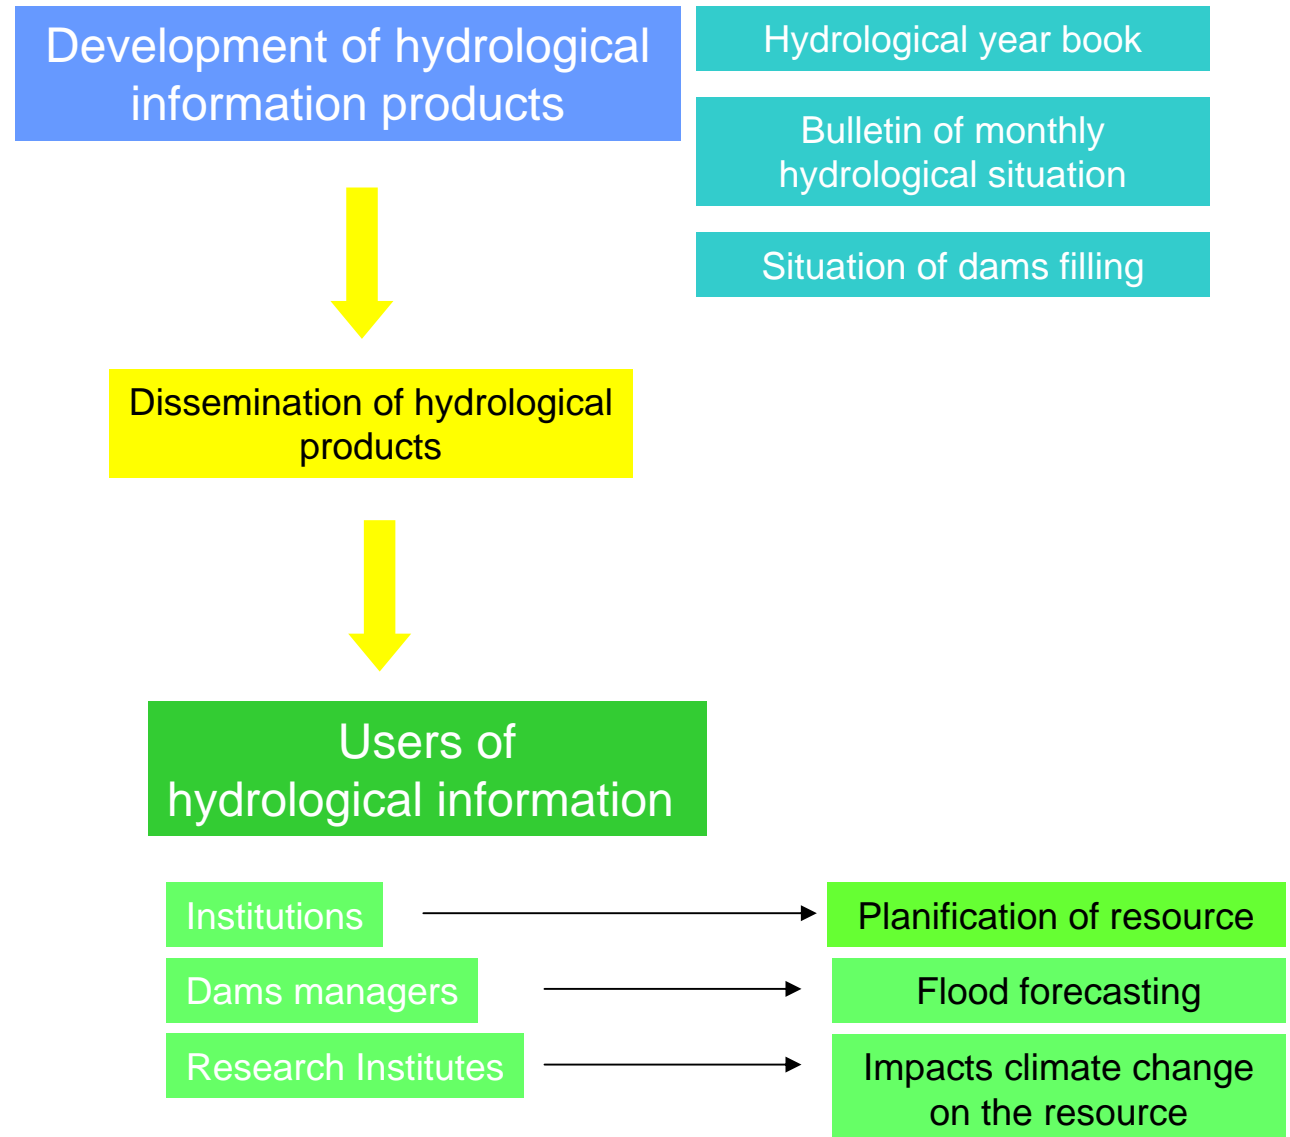 Development of hydrological
information products
Hydrological year book
Bulletin of monthly
hydrological situation
Situation of dams filling
Dissemination of hydrological
products
Users of
hydrological information
Institutions
Planification of resource
Dams managers
Flood forecasting
Research Institutes
Impacts climate change
on the resource